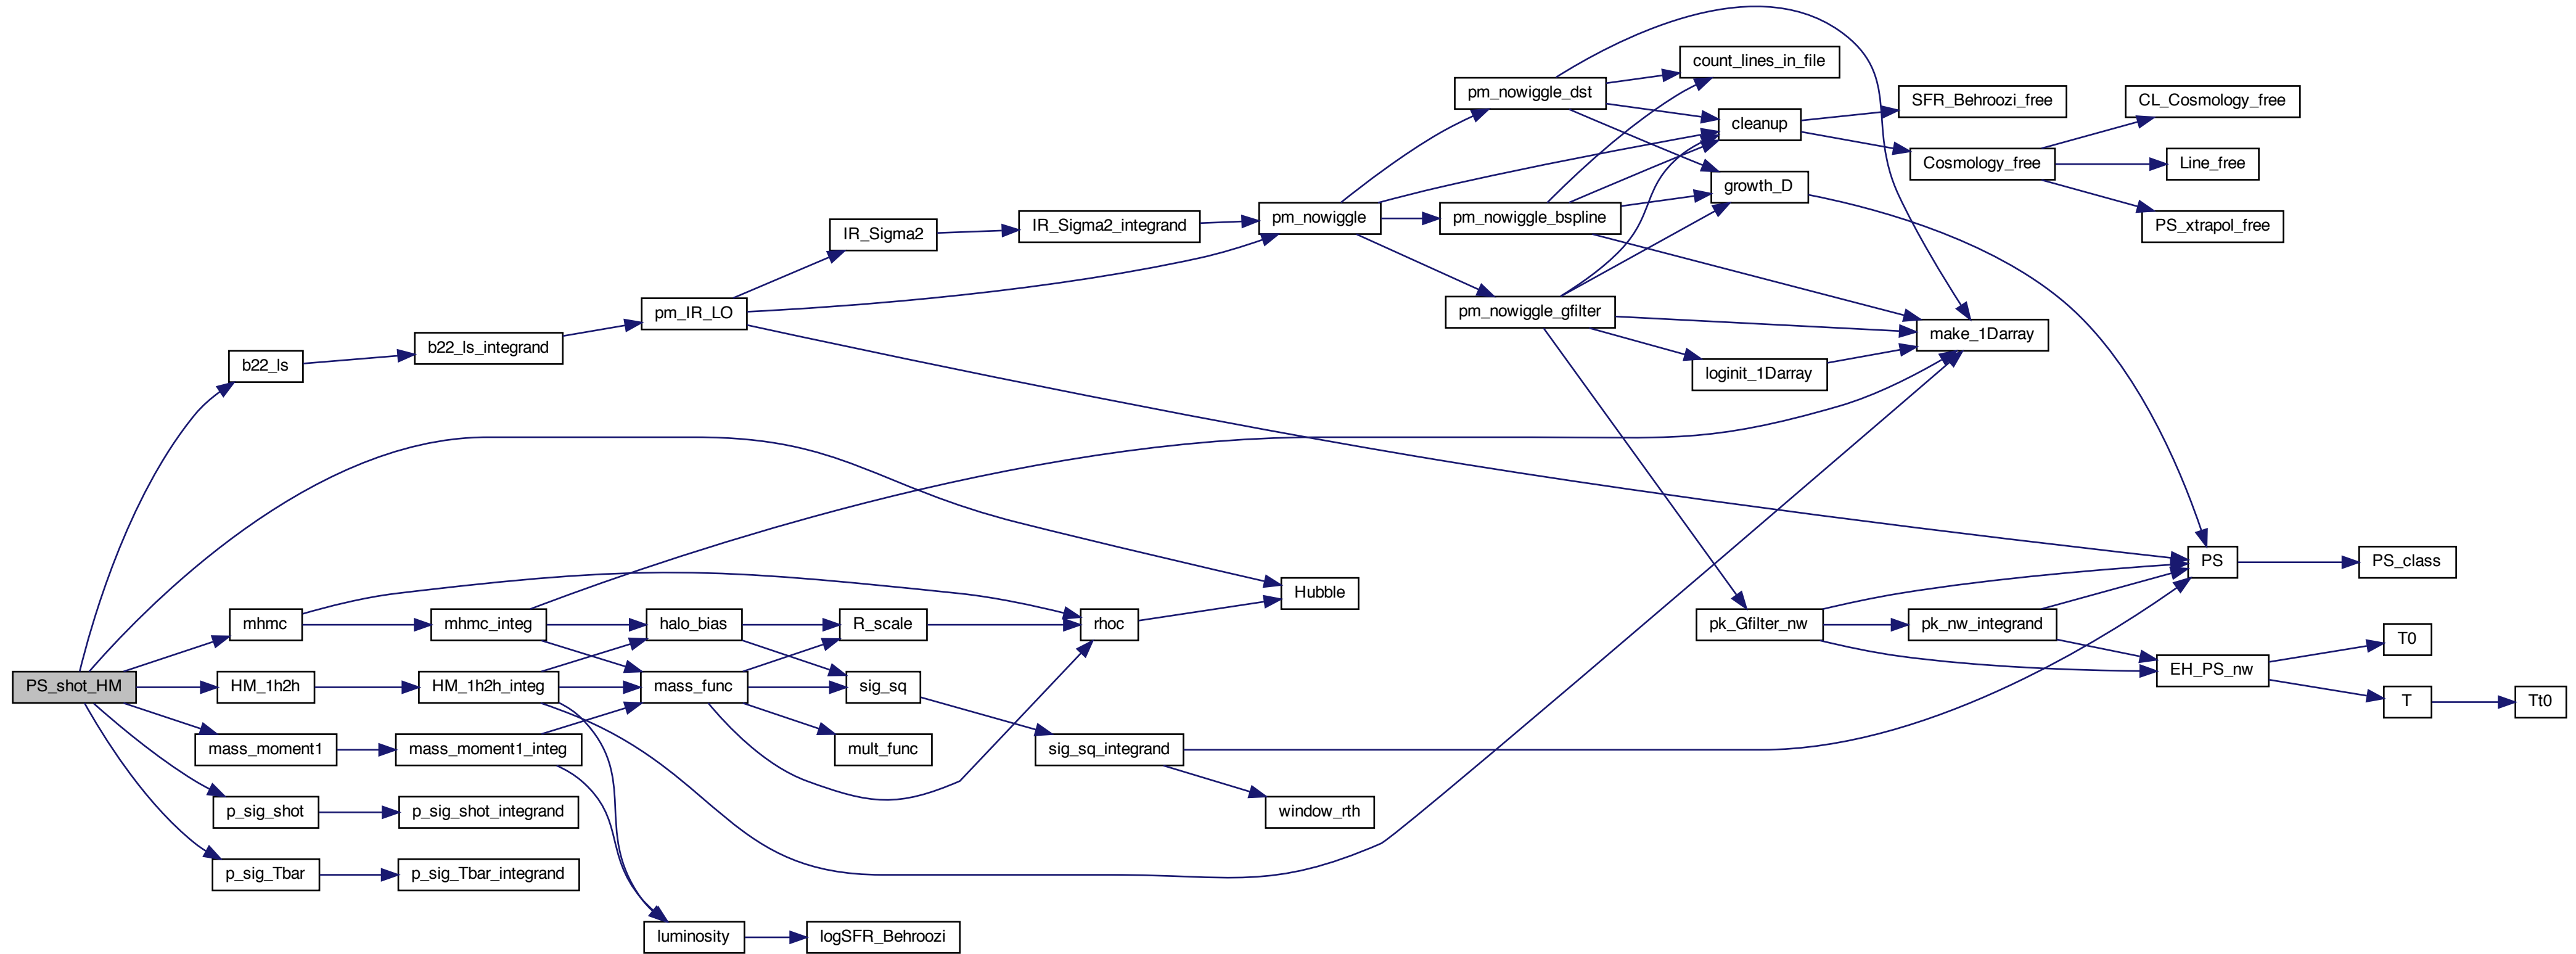 PS_shot_HM
b22_ls
mhmc
HM_1h2h
mass_moment1
p_sig_shot
p_sig_Tbar
b22_ls_integrand
mhmc_integ
HM_1h2h_integ
mass_moment1_integ
p_sig_shot_integrand
p_sig_Tbar_integrand
pm_IR_LO
halo_bias
mass_func
luminosity
IR_Sigma2
R_scale
sig_sq
mult_func
logSFR_Behroozi
IR_Sigma2_integrand
rhoc
sig_sq_integrand
pm_nowiggle
Hubble
window_rth
pm_nowiggle_dst
pm_nowiggle_bspline
pm_nowiggle_gfilter
count_lines_in_file
cleanup
growth_D
loginit_1Darray
pk_Gfilter_nw
SFR_Behroozi_free
Cosmology_free
make_1Darray
pk_nw_integrand
CL_Cosmology_free
Line_free
PS_xtrapol_free
PS
EH_PS_nw
PS_class
T0
T
Tt0